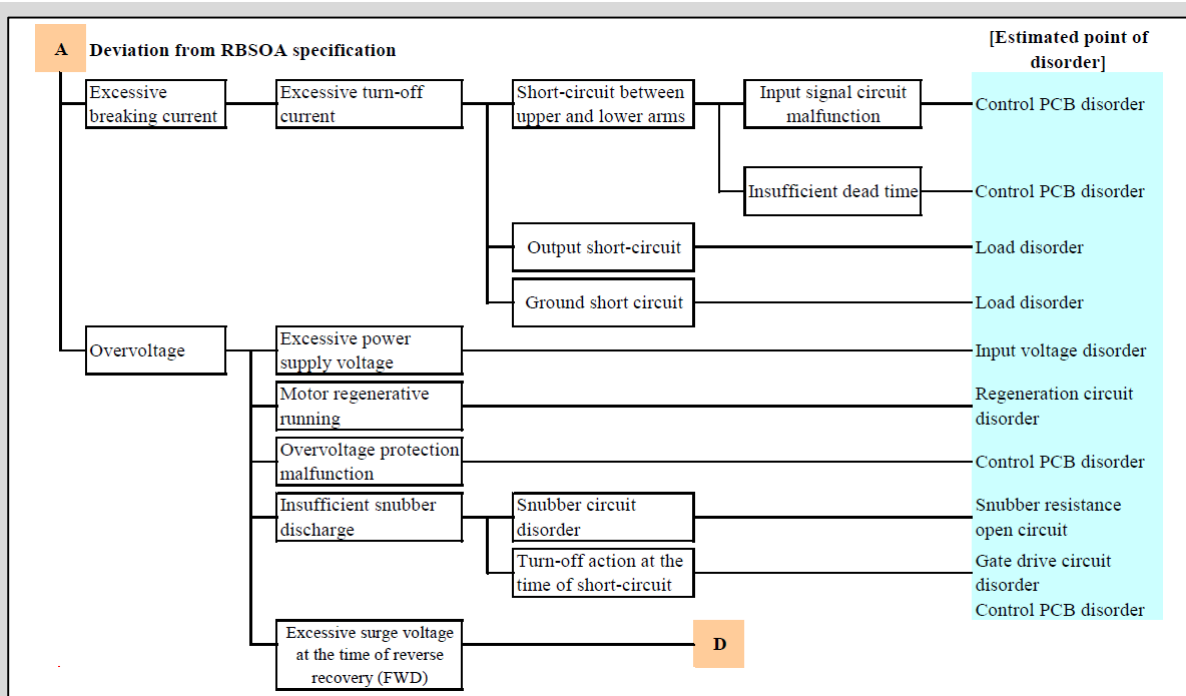 A Deviation from RBSOA specification
[Estimated point of
disorder]
Excessive
breaking current
Excessive turn-off
current
Short-circuit between
upper and lower arms
Input signal circuit
malfunction
Control PCB disorder
Insufficient dead time
Control PCB disorder
Output short-circuit
Load disorder
Ground short circuit
Load disorder
Overvoltage
Excessive power
supply voltage
Input voltage disorder
Motor regenerative
running
Regeneration circuit
disorder
Overvoltage protection
malfunction
Control PCB disorder
Insufficient snubber
discharge
Snubber circuit
disorder
Snubber resistance
open circuit
Turn-off action at the
time of short-circuit
Gate drive circuit
disorder
Control PCB disorder
Excessive surge voltage
at the time of reverse
recovery (FWD)
D